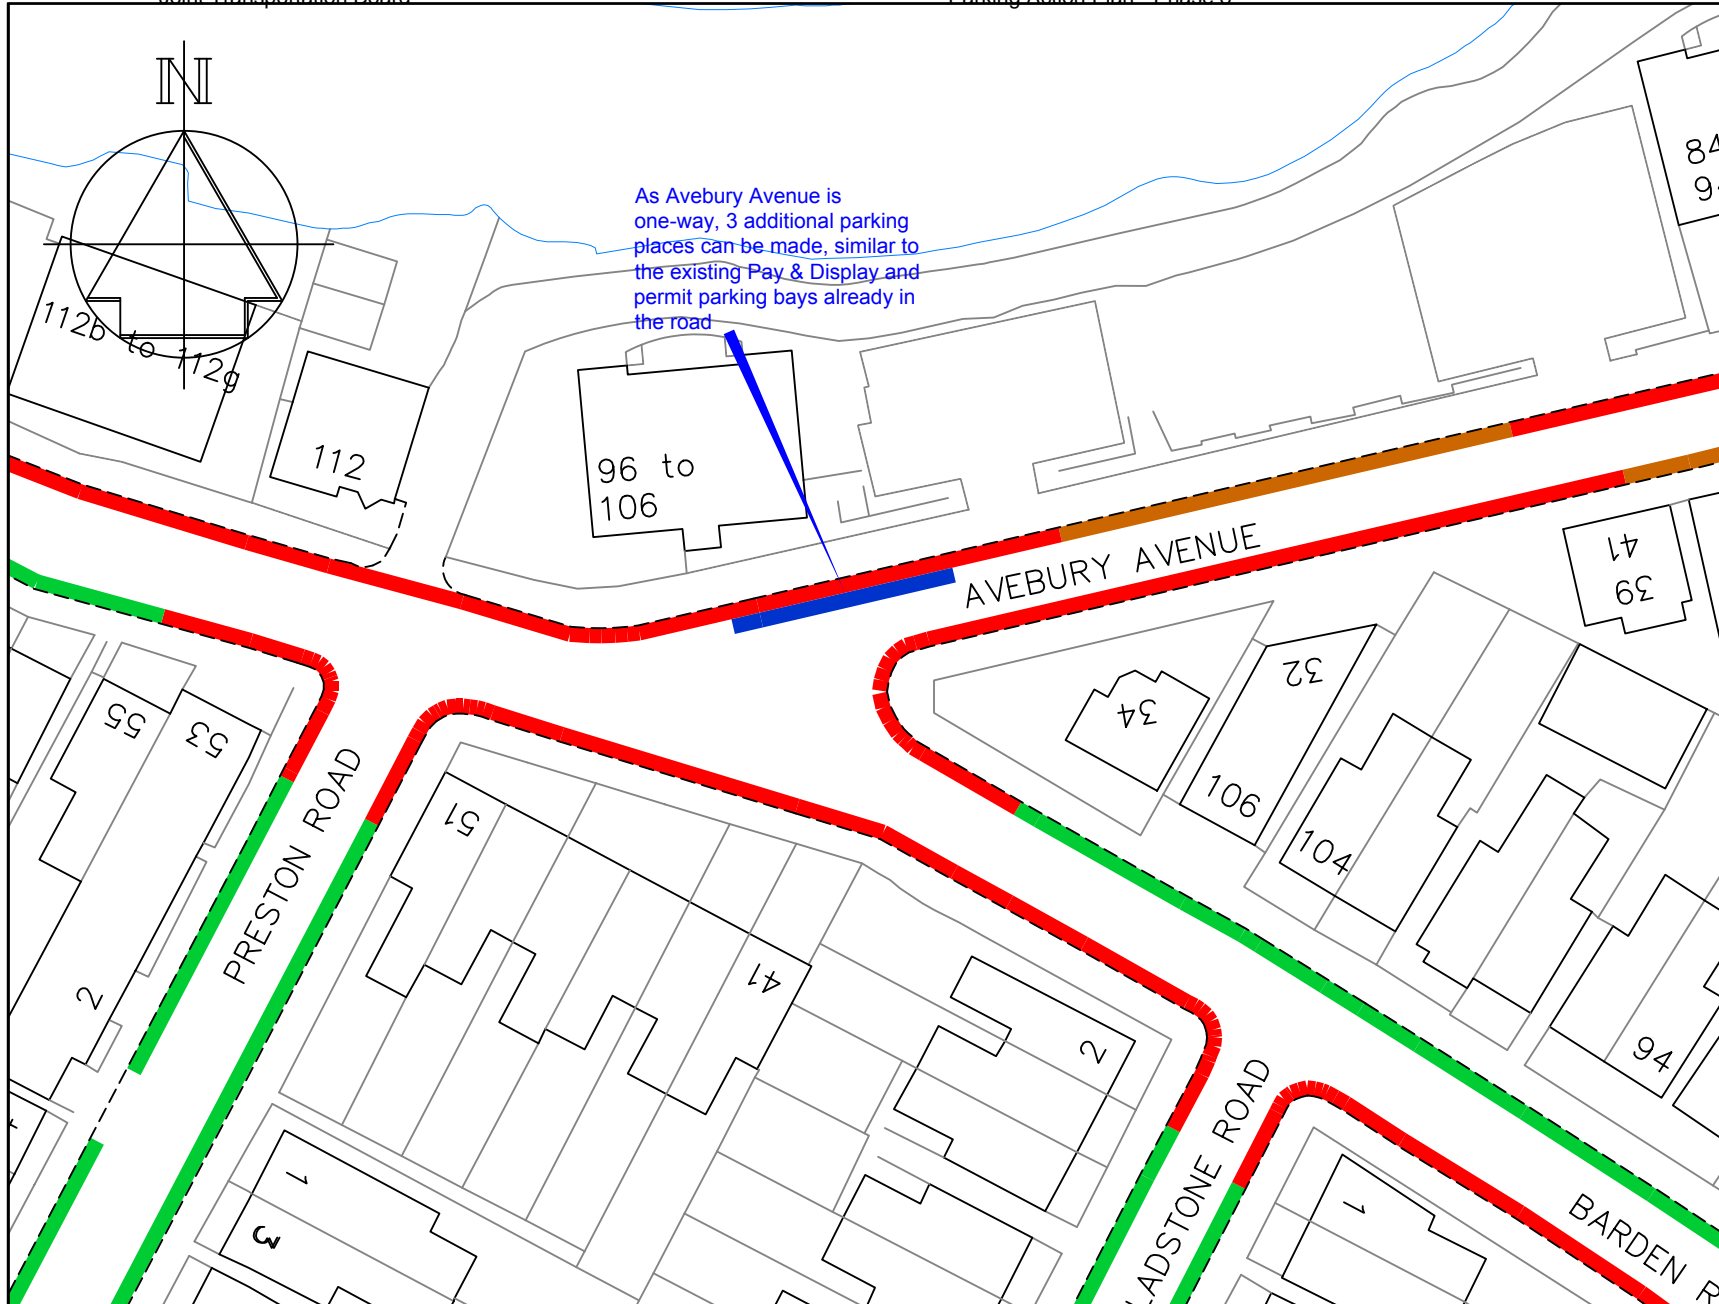 N
As Avebury Avenue is
one-way, 3 additional parking
places can be made, similar to
the existing Pay & Display and
permit parking bays already in
the road
112b to 112g
112
96 to
106
AVEBURY AVENUE
41
39
34
32
106
104
94
55
53
2
PRESTON ROAD
51
41
2
1
3
LADSTONE ROAD
1
BARDEN R